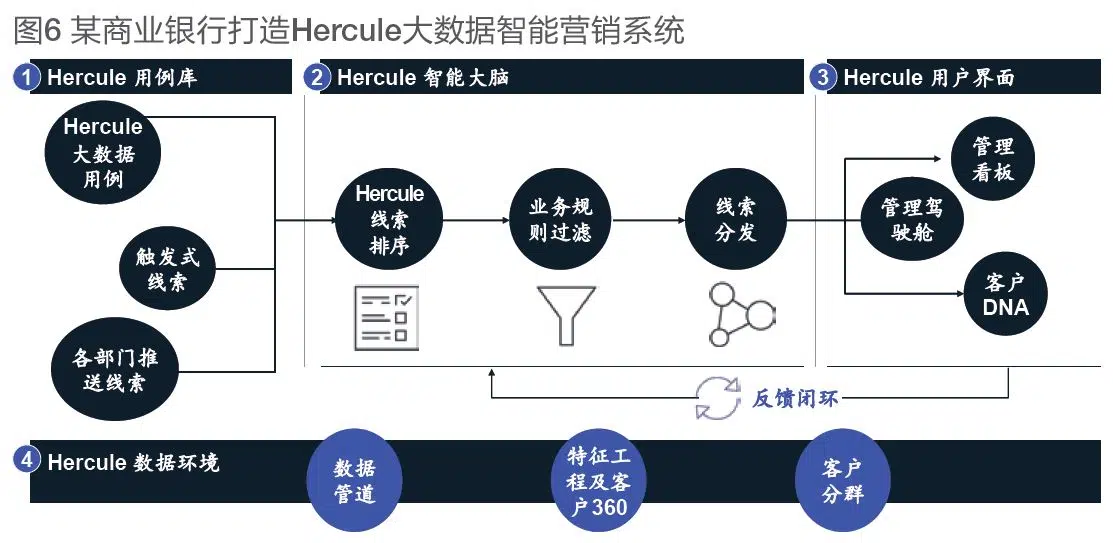 图6 某商业银行打造Hercule大数据智能营销系统
1 Hercule 用例库
Hercule
大数据
用例
触发式
线索
各部门推
送线索
2 Hercule 智能大脑
Hercule
线索
排序
业务规
则过滤
线索
分发
3 Hercule 用户界面
管理
看板
管理驾
驶舱
客户
DNA
反馈闭环
4 Hercule 数据环境
数据
管道
特征工
程及客
户360
客户
分群